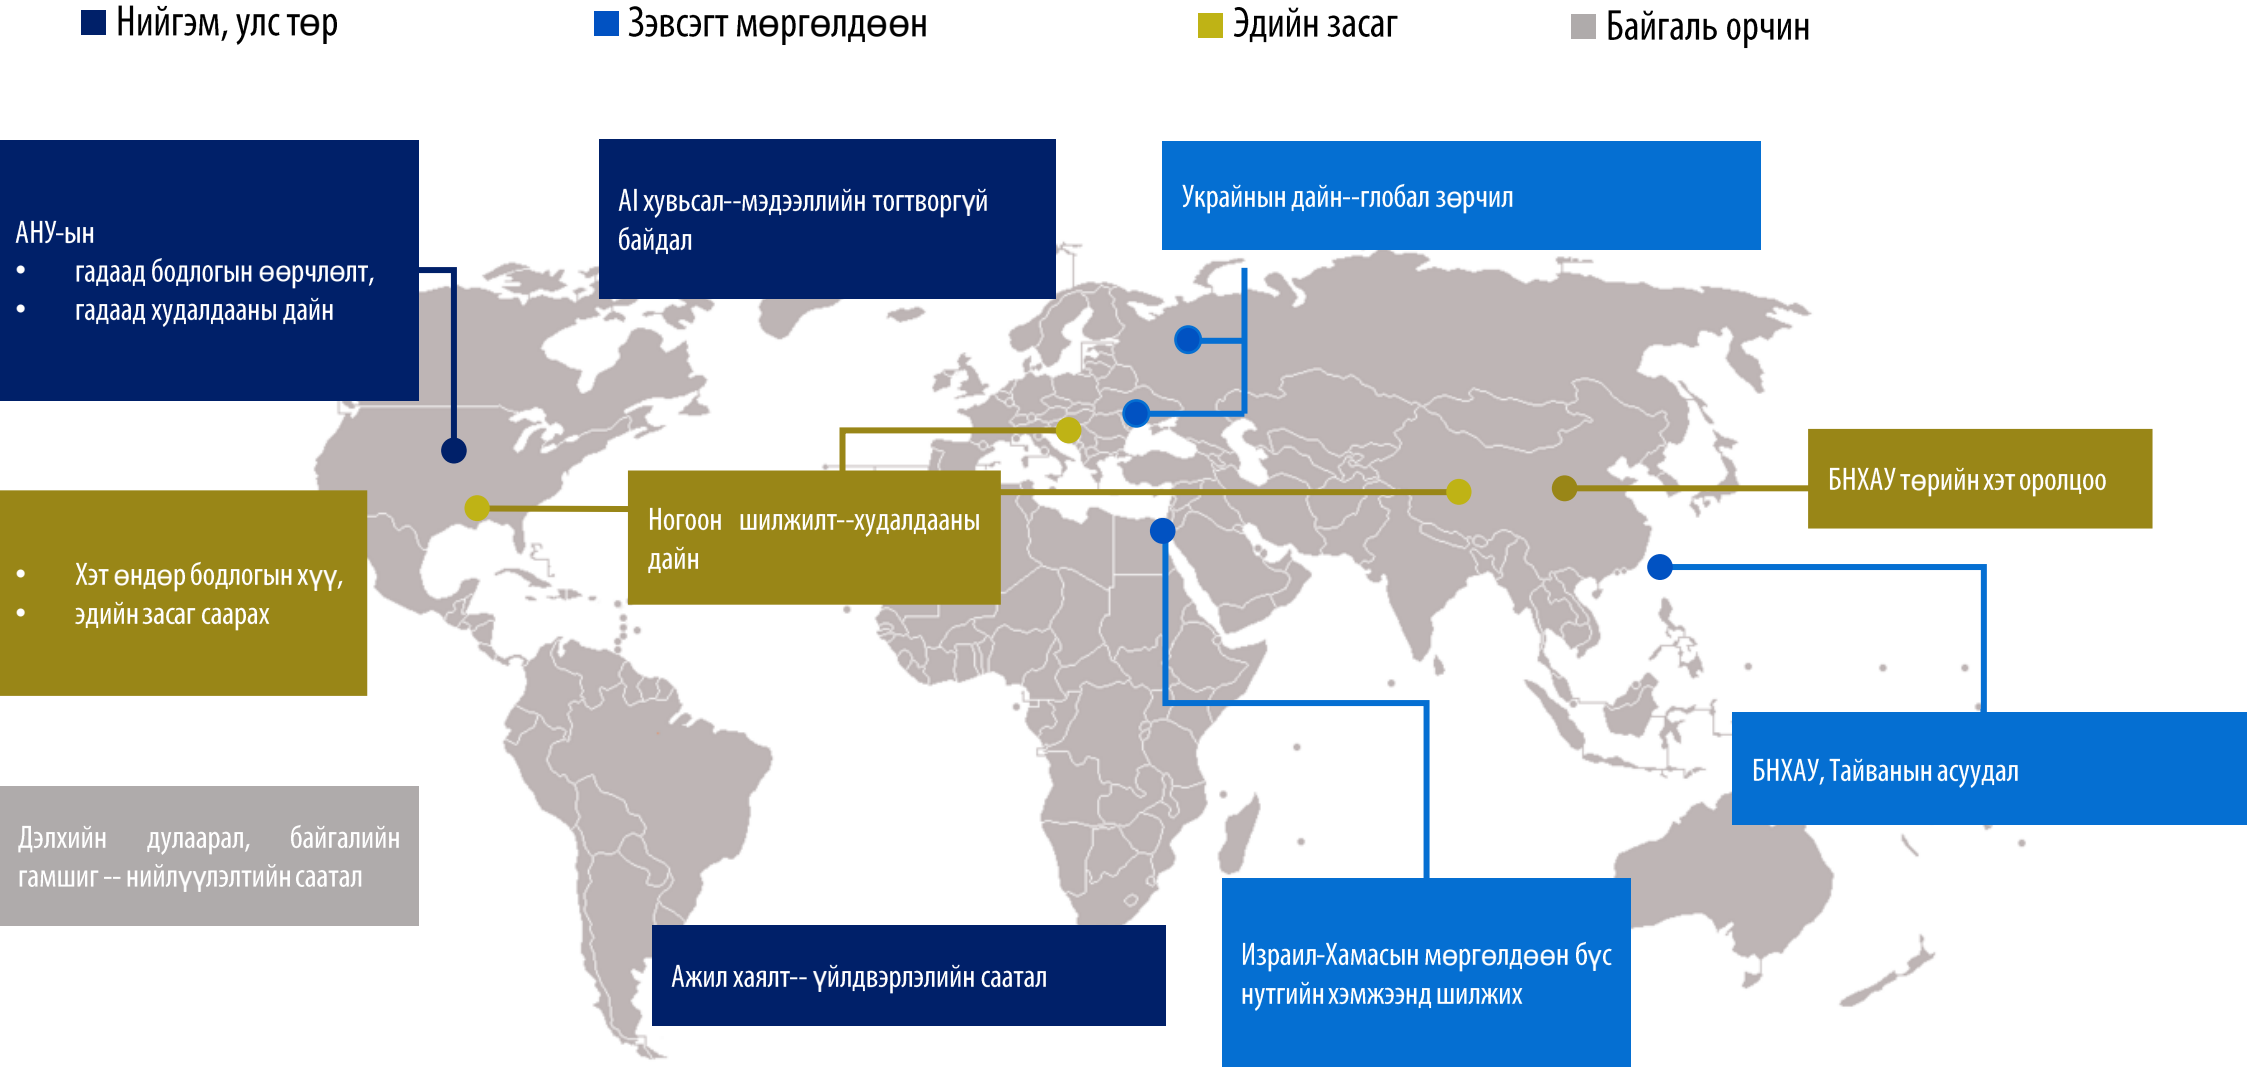 Нийгэм, улс төр
Зэвсэгт мөргөлдөөн
Эдийн засаг
Байгаль орчин
АНУ-ын
• гадаад бодлогын өөрчлөлт,
• гадаад худалдааны дайн
AI хувьсал--мэдээллийн тогтворгүй
байдал
Украйнын дайн--глобал зөрчил
Ногоон шилжилт--худалдааны
дайн
БНХАУ төрийн хэт оролцоо
• Хэт өндөр бодлогын хүү,
• эдийн засаг саарах
БНХАУ, Тайванын асуудал
Дэлхийн дулаарал, байгалийн
гамшиг -- нийлүүлэлтийн саатал
Ажил хаялт-- үйлдвэрлэлийн саатал
Израил-Хамасын мөргөлдөөн бүс
нутгийн хэмжээнд шилжих